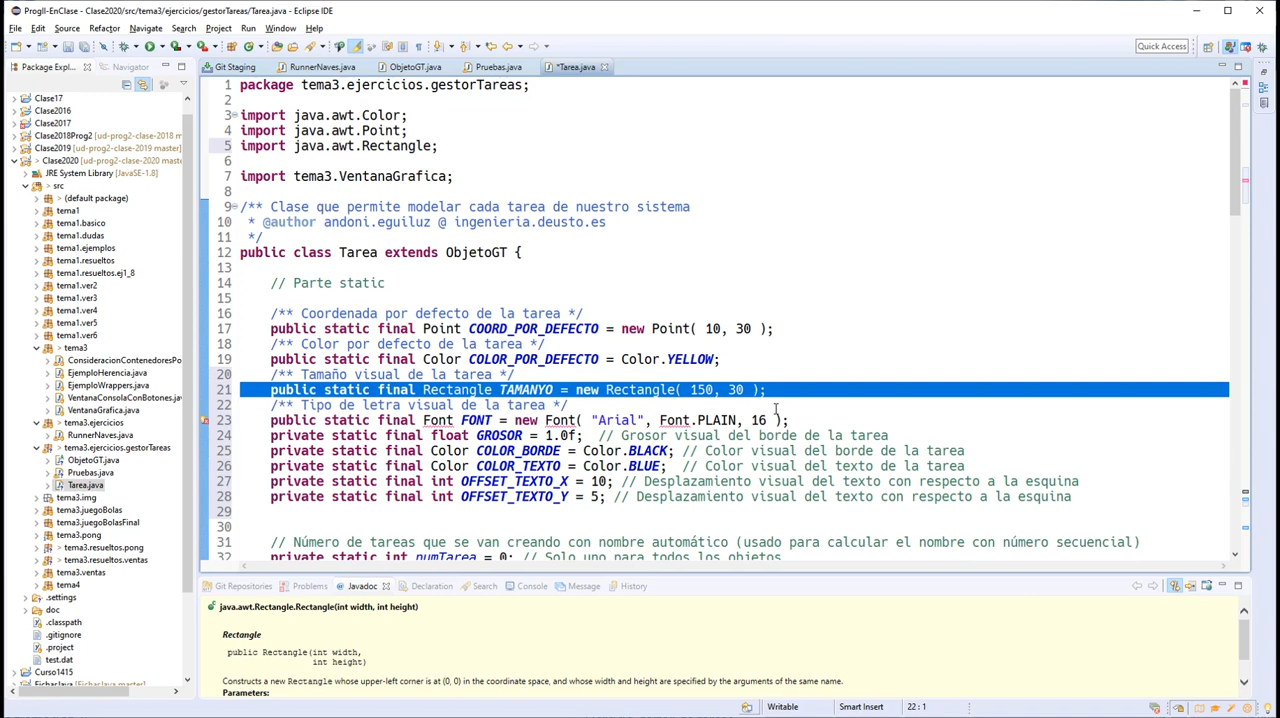 ProgII-EnClase - Clase2020/src/tema3/ejercicios/gestorTareas/Tarea.java - Eclipse IDE
File Edit Source Refactor Navigate Search Project Run Window Help
Quick Access
Package Expl... Navigator
Git Staging RunnerNaves.java ObjetoGT.java Pruebas.java *Tarea.java
Clase17
Clase2016
Clase2017
Clase2018Prog2 [ud-prog2-clase-2018 m
Clase2019 [ud-prog2-clase-2019 master]
> Clase2020 [ud-prog2-clase-2020 maste
JRE System Library [JavaSE-1.8]
> src
(default package)
tema1
tema1.basico
tema1.dudas
tema1.ejemplos
tema1.resueltos
tema1.resueltos.ej1_8
tema1.ver2
tema1.ver3
tema1.ver4
tema1.ver5
tema1.ver6
> tema3
ConsideracionContenedoresPo
EjemploHerencia.java
EjemploWrappers.java
VentanaConsolaConBotones.jav
VentanaGrafica.java
tema3.ejercicios
RunnerNaves.java
> tema3.ejercicios.gestorTareas
ObjetoGT.java
Pruebas.java
Tarea.java
tema3.img
tema3.juegoBolas
tema3.juegoBolasFinal
tema3.pong
> tema3.resueltos.pong
> tema3.resueltos.ventas
tema3.ventas
tema4
.settings
doc
.classpath
.gitignore
.project
test.dat
Curso1415
1 package tema3.ejercicios.gestorTareas;
2
3 import java.awt.Color;
4 import java.awt.Point;
5 import java.awt.Rectangle;
6
7 import tema3.VentanaGrafica;
8
9 /** Clase que permite modelar cada tarea de nuestro sistema
10 * @author andoni.eguiluz @ ingenieria.deusto.es
11 */
12 public class Tarea extends ObjetoGT {
13
14 // Parte static
15
16 /** Coordenada por defecto de la tarea */
17 public static final Point COORD_POR_DEFECTO = new Point( 10, 30 );
18 /** Color por defecto de la tarea */
19 public static final Color COLOR_POR_DEFECTO = Color.YELLOW;
20 /** Tamaño visual de la tarea */
21 public static final Rectangle TAMANYO = new Rectangle( 150, 30 );
22 /** Tipo de letra visual de la tarea */
23 public static final Font FONT = new Font( "Arial", Font.PLAIN, 16 );
24 private static final float GROSOR = 1.0f; // Grosor visual del borde de la tarea
25 private static final Color COLOR_BORDE = Color.BLACK; // Color visual del borde de la tarea
26 private static final Color COLOR_TEXTO = Color.BLUE; // Color visual del texto de la tarea
27 private static final int OFFSET_TEXTO_X = 10; // Desplazamiento visual del texto con respecto a la esquina
28 private static final int OFFSET_TEXTO_Y = 5; // Desplazamiento visual del texto con respecto a la esquina
29
30
31 // Número de tareas que se van creando con nombre automático (usado para calcular el nombre con número secuencial)
32 private static int numTarea = 0; // Solo uno para todos los objetos
Git Repositories Problems Javadoc Declaration Search Console Message History
java.awt.Rectangle.Rectangle(int width, int height)
Rectangle
public Rectangle(int width,
int height)
Constructs a new Rectangle whose upper-left corner is at (0, 0) in the coordinate space, and whose width and height are specified by the arguments of the same name.
Parameters:
Writable Smart Insert 22 : 1